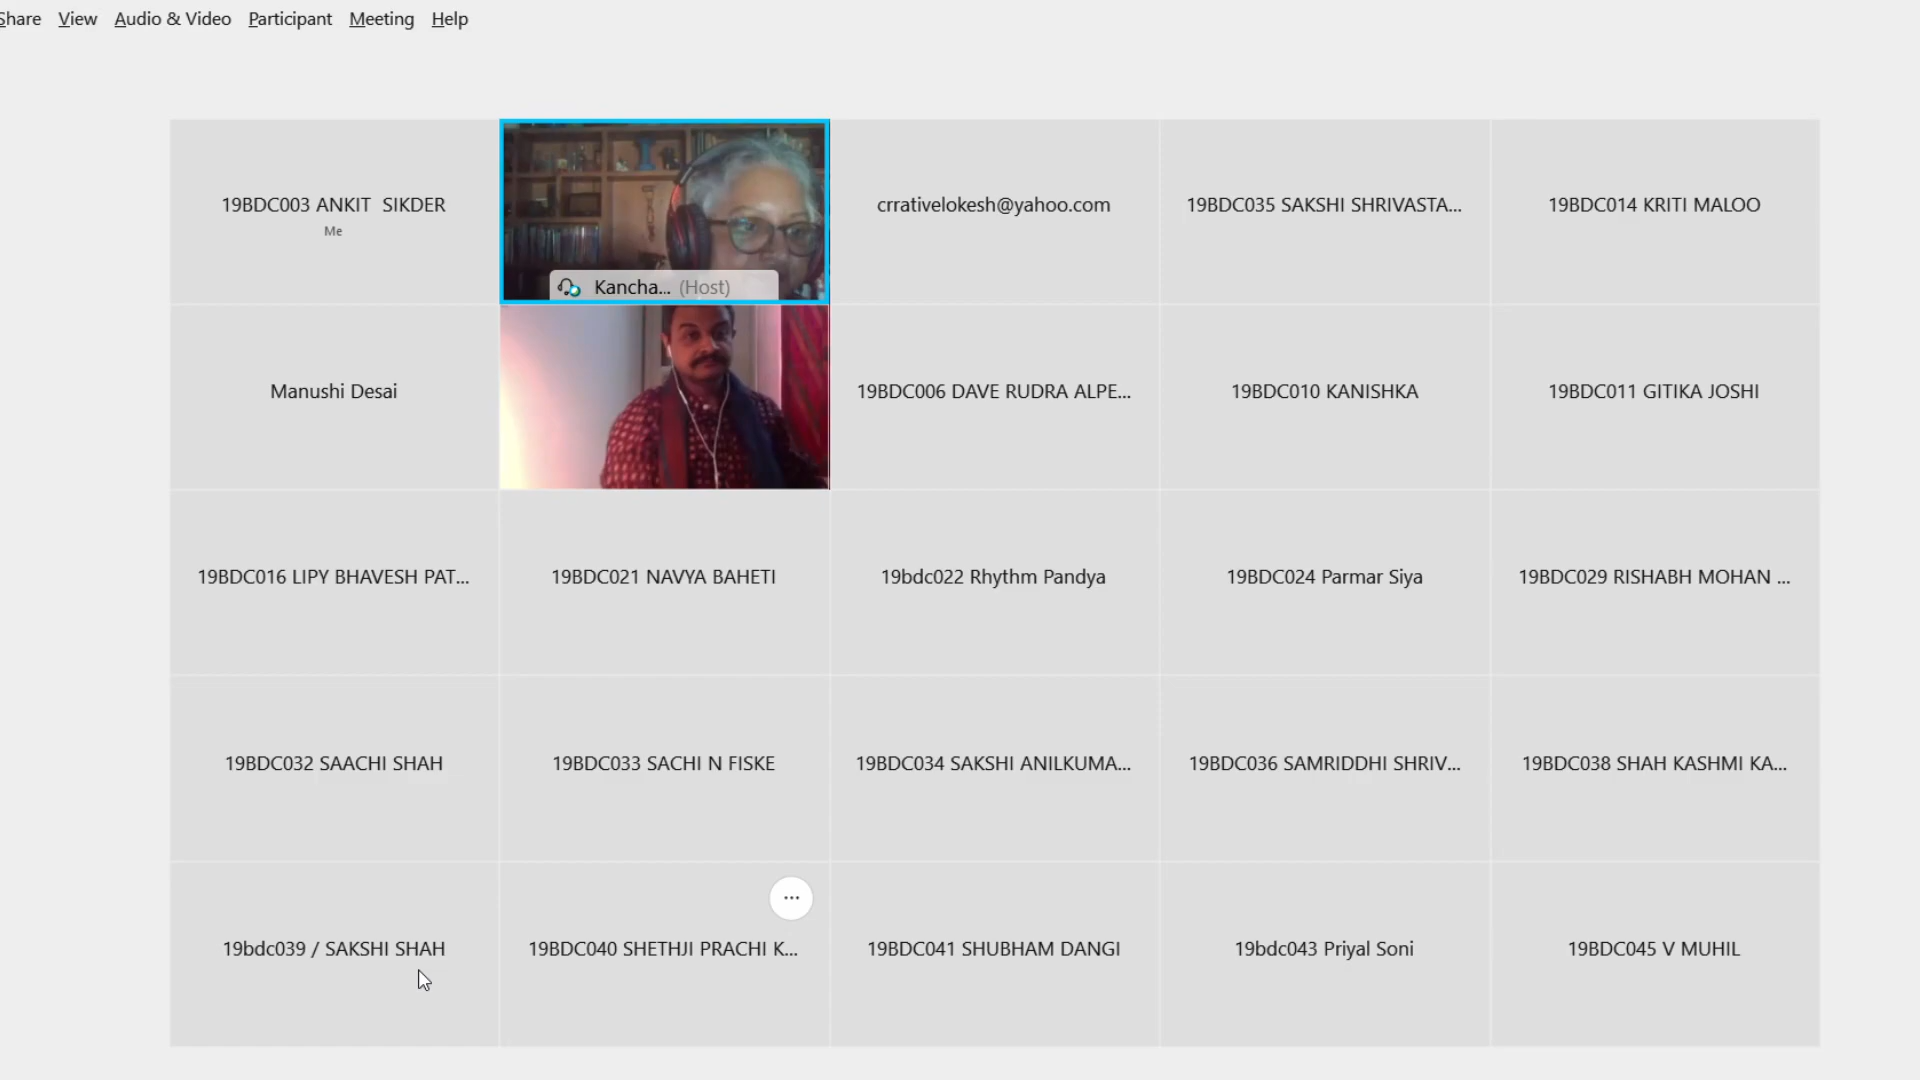 Share View Audio & Video Participant Meeting Help
19BDC003 ANKIT SIKDER
Me
Kancha... (Host)
crrativelokesh@yahoo.com
19BDC035 SAKSHI SHRIVASTA...
19BDC014 KRITI MALOO
Manushi Desai
19BDC006 DAVE RUDRA ALPE...
19BDC010 KANISHKA
19BDC011 GITIKA JOSHI
19BDC016 LIPY BHAVESH PAT...
19BDC021 NAVYA BAHETI
19bdc022 Rhythm Pandya
19BDC024 Parmar Siya
19BDC029 RISHABH MOHAN ...
19BDC032 SAACHI SHAH
19BDC033 SACHI N FISKE
19BDC034 SAKSHI ANILKUMA...
19BDC036 SAMRIDDHI SHRIV...
19BDC038 SHAH KASHMI KA...
19bdc039 / SAKSHI SHAH
19BDC040 SHETHJI PRACHI K...
19BDC041 SHUBHAM DANGI
19bdc043 Priyal Soni
19BDC045 V MUHIL